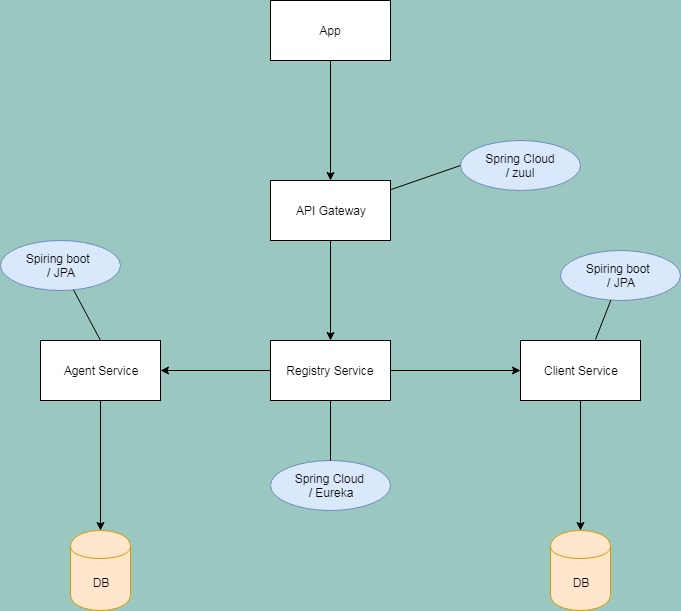 App
Spring Cloud
/ zuul
API Gateway
Spiring boot
/ JPA
Spiring boot
/ JPA
Agent Service
Registry Service
Client Service
Spring Cloud
/ Eureka
DB
DB